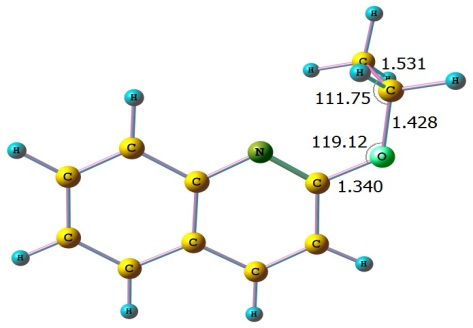 H
C 1.531
H H H H
111.75 C
1.428
H
119.12
H C N O
C C C 1.340
C C C H
H C C
H H